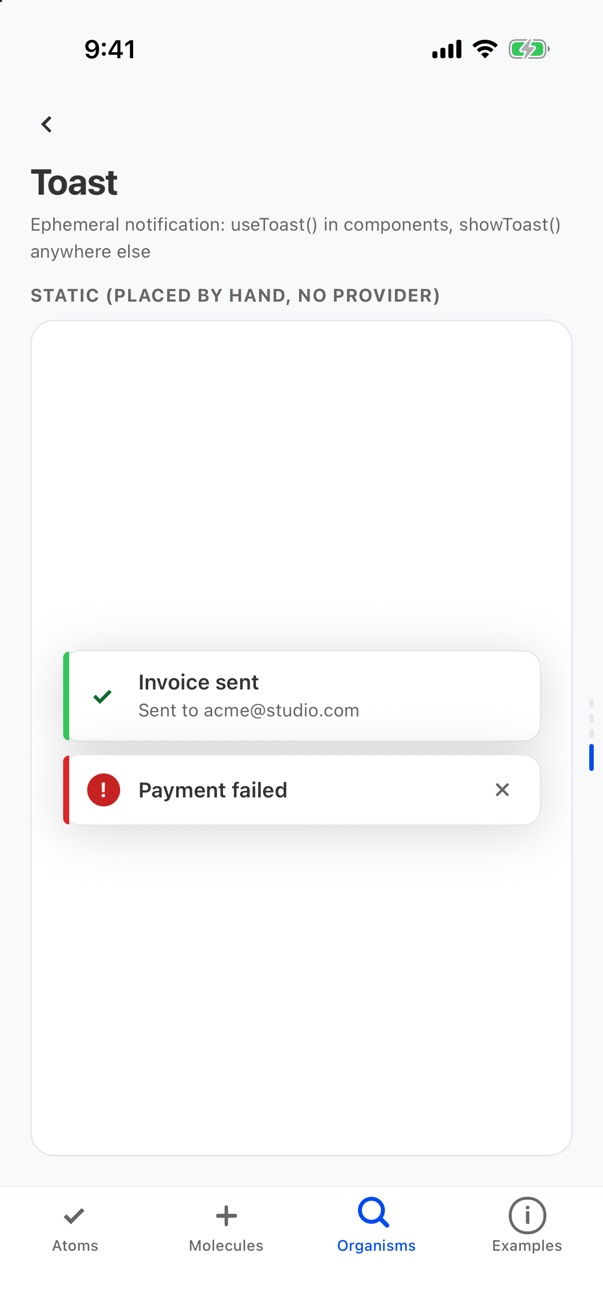 9:41
Toast
Ephemeral notification: useToast() in components, showToast()
anywhere else
STATIC (PLACED BY HAND, NO PROVIDER)
Invoice sent
Sent to acme@studio.com
Payment failed
Atoms
Molecules
Organisms
Examples